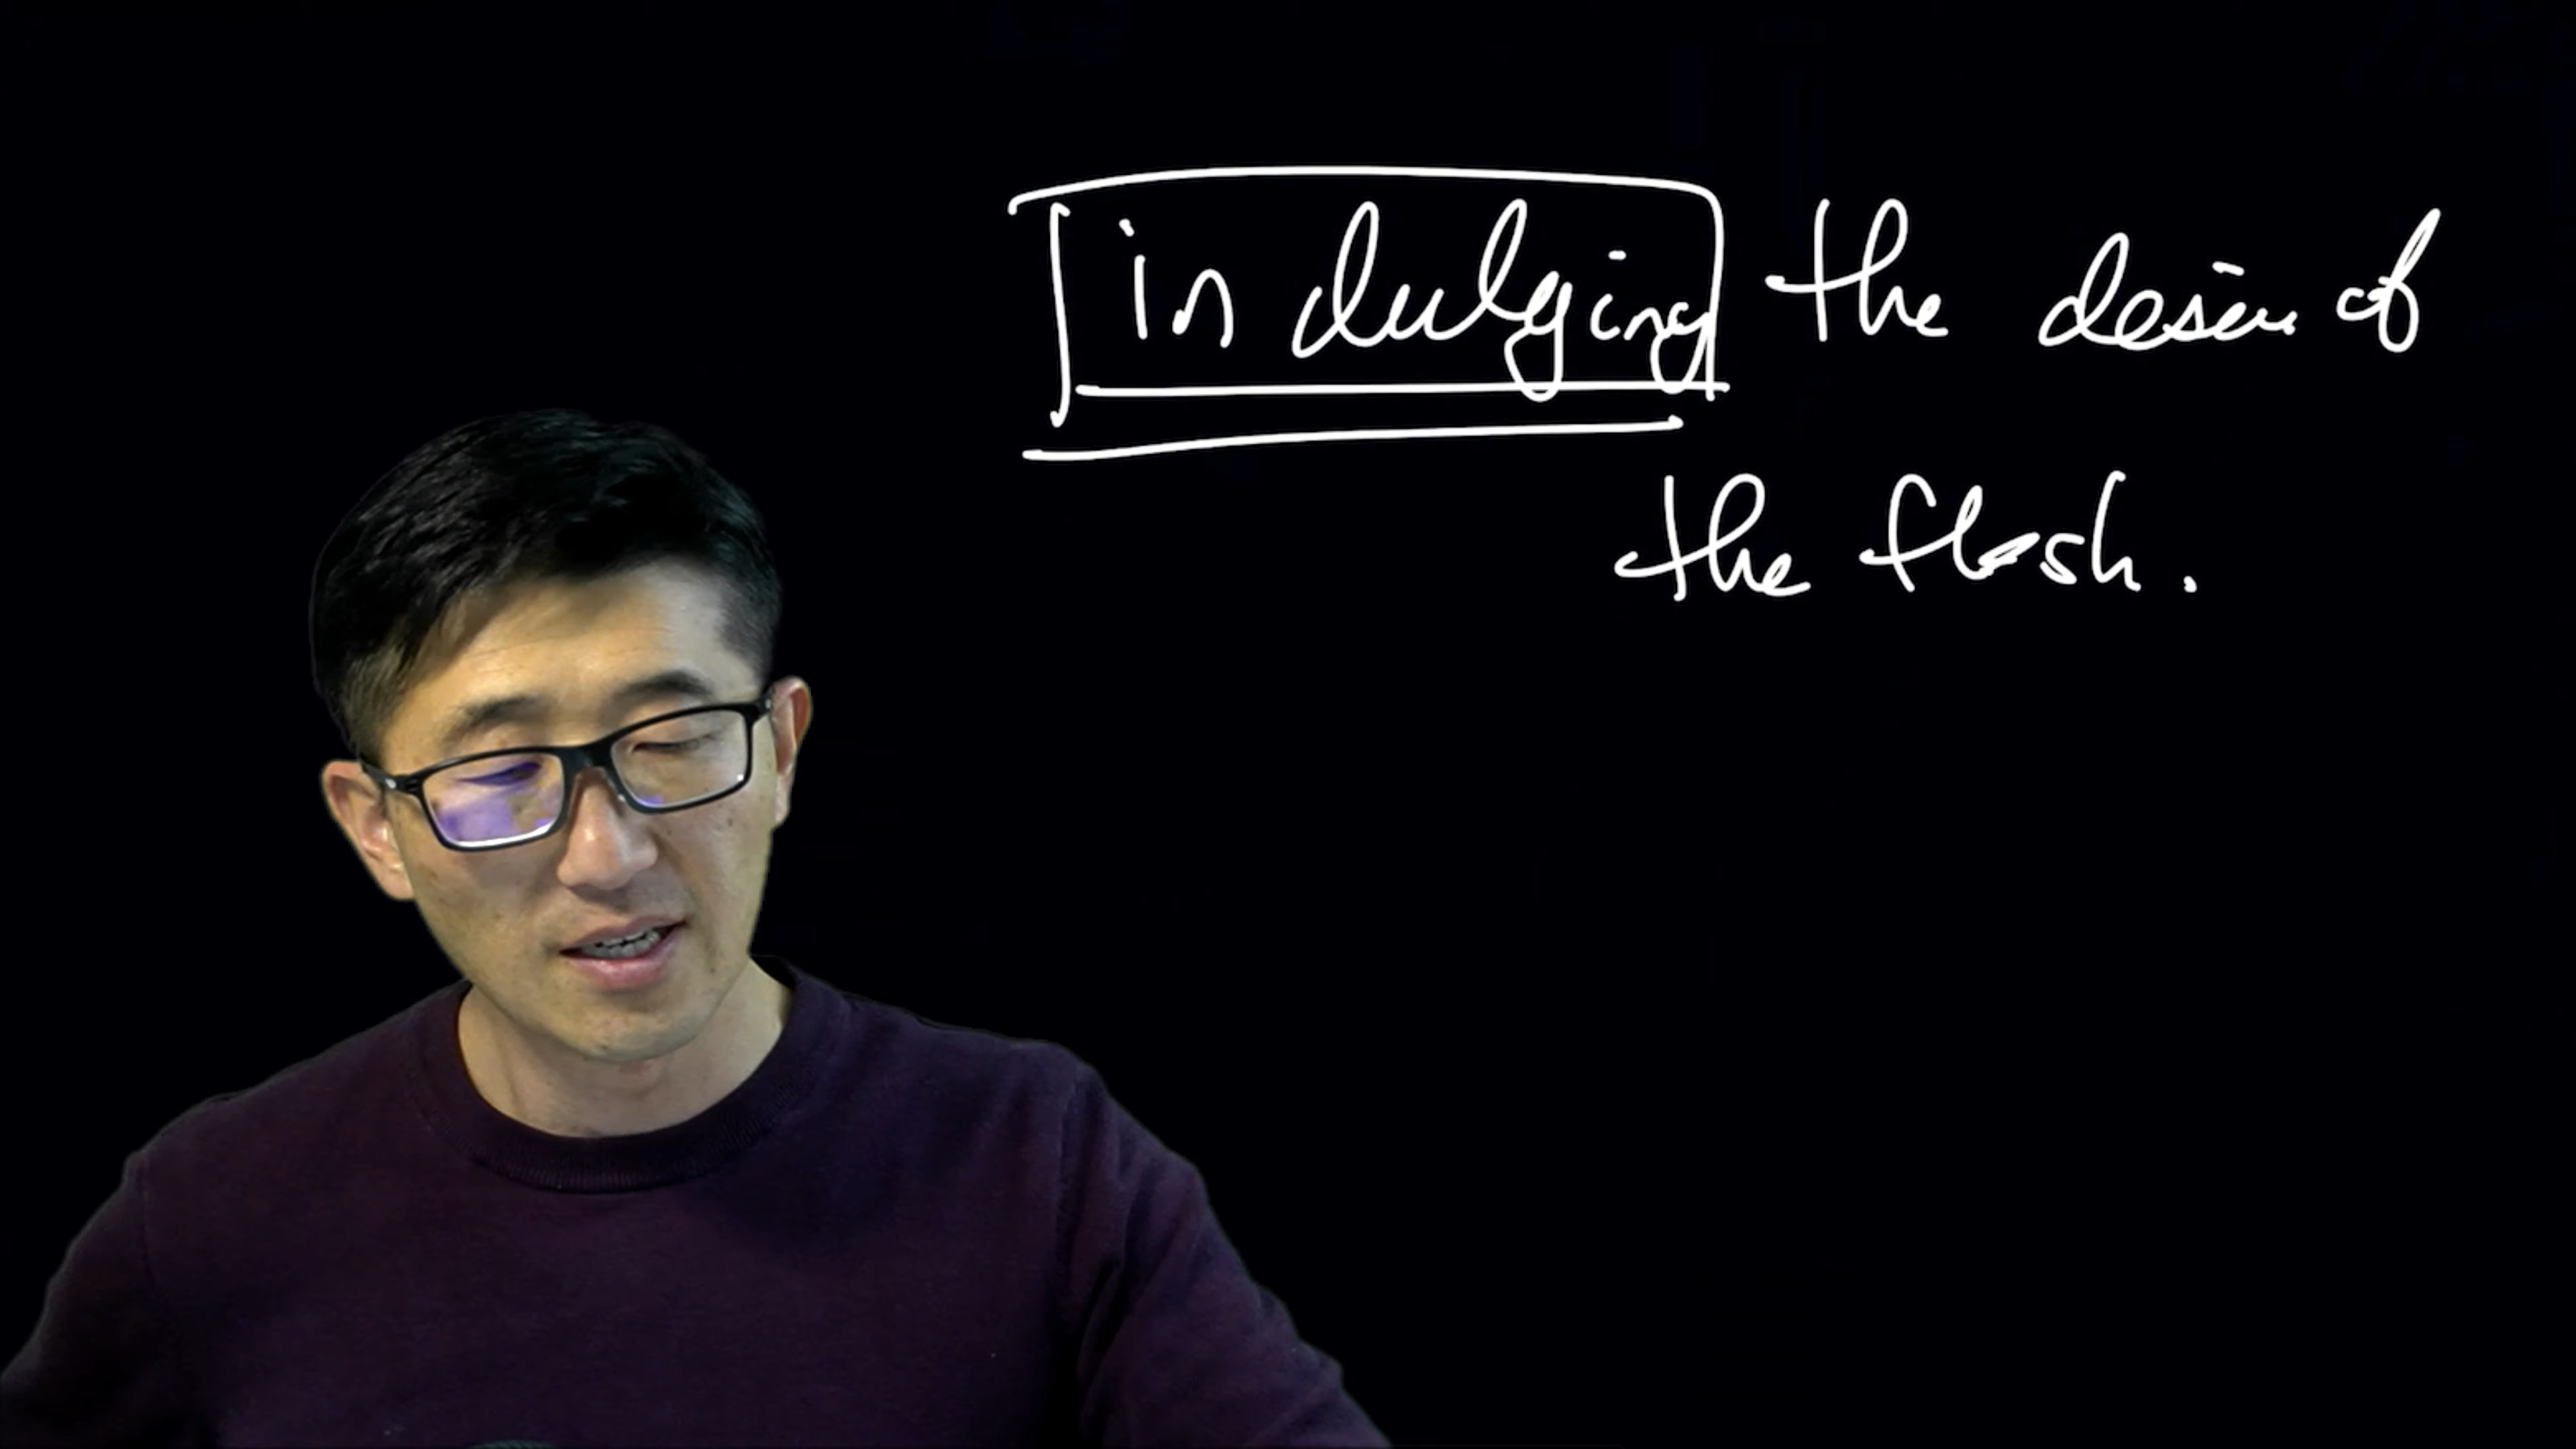 indulging the desire of
the flesh.